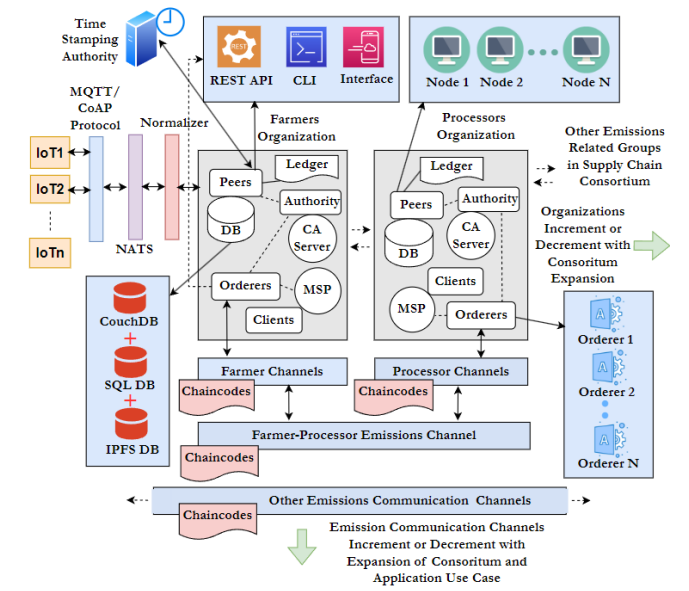 Time
Stamping
Authority
REST
REST API
CLI
Interface
Node 1
Node 2
Node N
MQTT/
CoAP
Protocol
Normalizer
Farmers
Organization
Processors
Organization
Other Emissions
Related Groups
in Supply Chain
Consortium
IoT1
IoT2
IoTn
NATS
Peers
Ledger
Authority
DB
CA
Server
Orderers
MSP
Clients
Ledger
Peers
Authority
DB
CA
Server
Clients
MSP
Orderers
Organizations
Increment or
Decrement with
Consoritum
Expansion
CouchDB
+
SQL DB
+
IPFS DB
A
Orderer 1
A
Orderer 2
A
Orderer N
Farmer Channels
Processor Channels
Chaincodes
Chaincodes
Farmer-Processor Emissions Channel
Chaincodes
Other Emissions Communication Channels
Chaincodes
Emission Communication Channels
Increment or Decrement with
Expansion of Consoritum and
Application Use Case